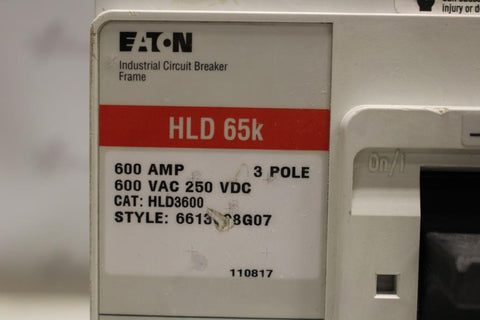 injury or d
EATON
Industrial Circuit Breaker
Frame
HLD 65k
600 AMP 3 POLE
600 VAC 250 VDC
CAT: HLD3600
STYLE:
110817
On/I